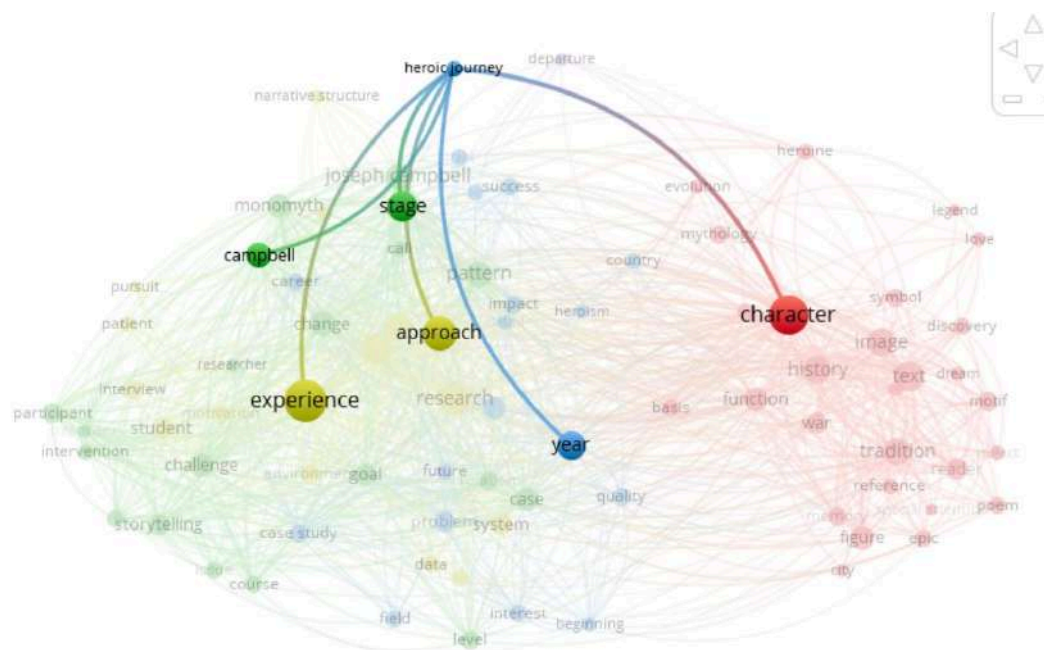 heroic journey
departure
narrative structure
heroine
joseph campbell
evolution
success
monomyth
stage
legend
mythology
love
call
campbell
country
pattern
career
pursuit
symbol
impact
heroism
character
patient
change
discovery
approach
image
researcher
history
text
dream
interview
experience
research
function
motif
participant
motivation
basis
student
war
intervention
year
tradition
challenge
environment
goal
future
reader
reference
case
quality
poem
memory
storytelling
problem
system
case study
figure
epic
data
city
course
field
interest
beginning
level